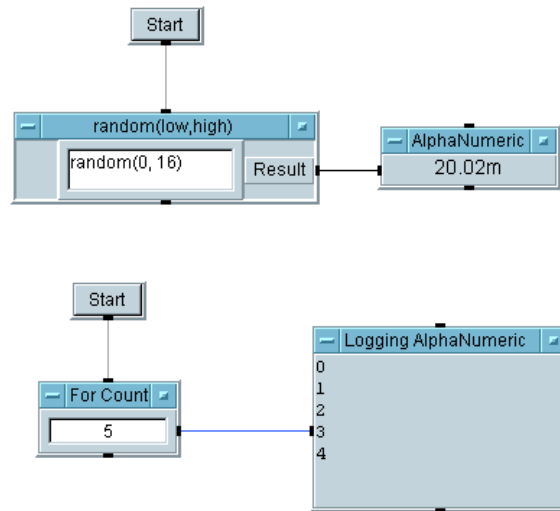 Start
random(low,high)
random(0, 16)
Result
AlphaNumeric
20.02m
Start
For Count
5
Logging AlphaNumeric
0
1
2
3
4